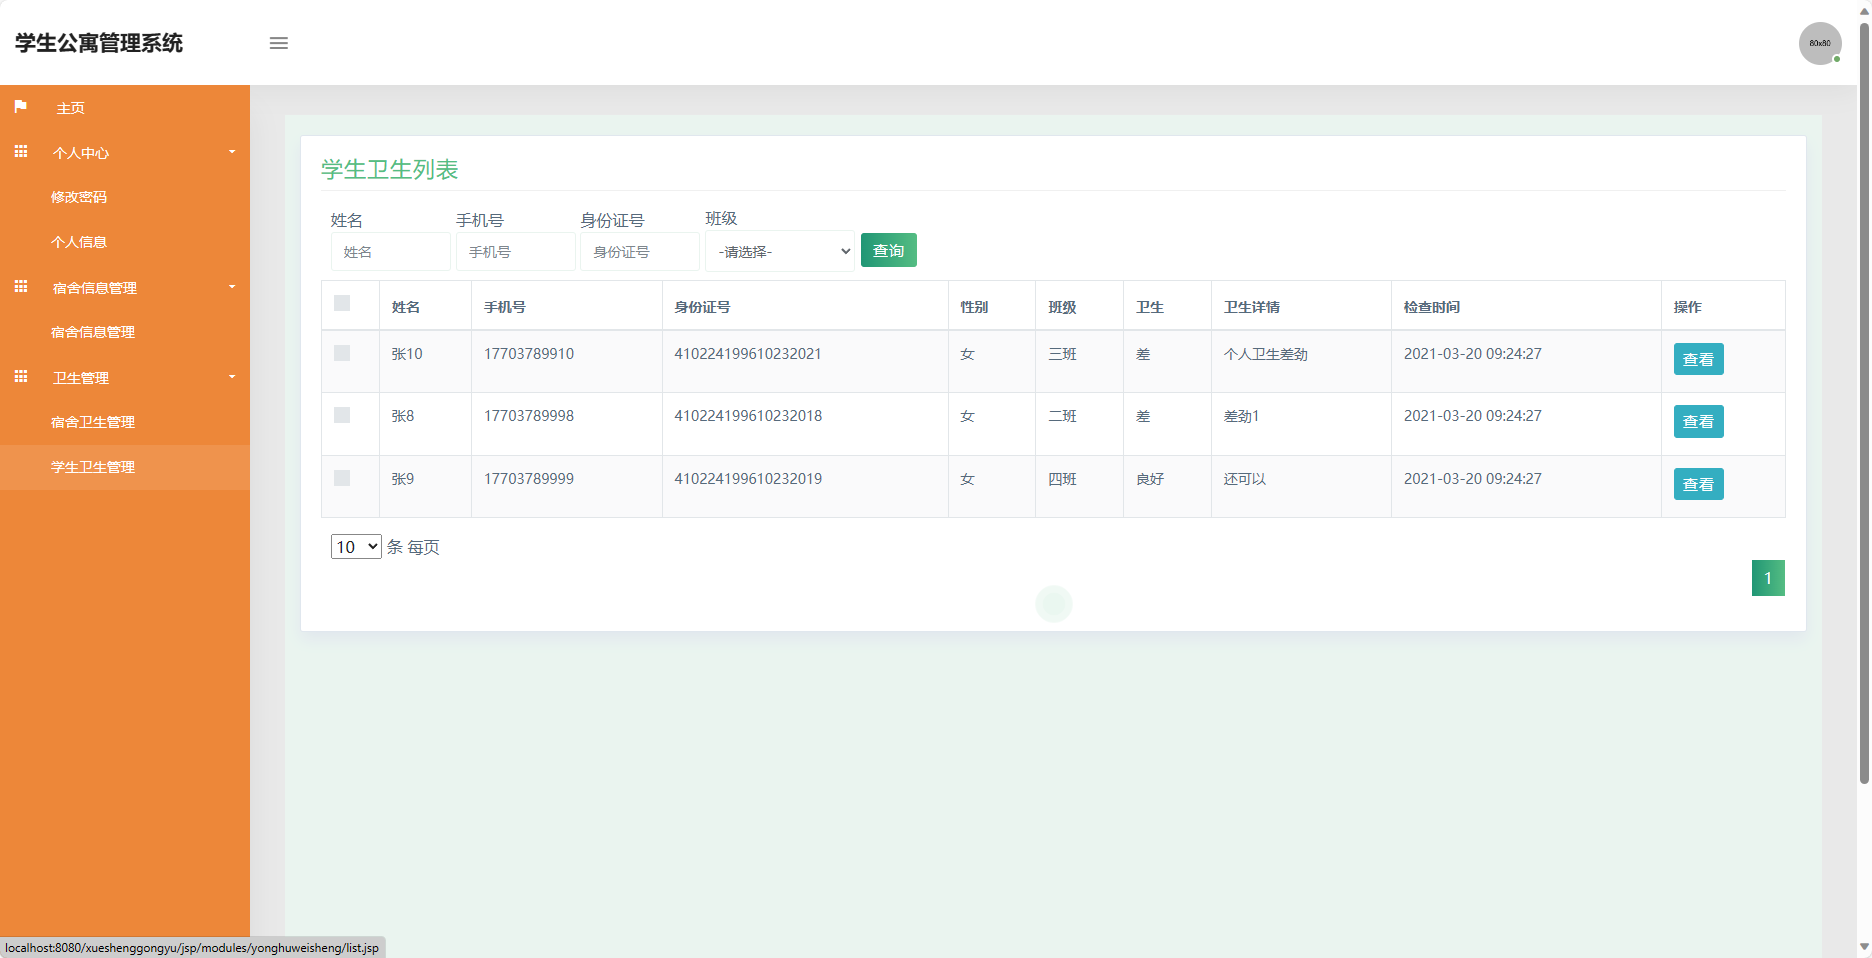 学生公寓管理系统
60x60
主页
个人中心
修改密码
个人信息
宿舍信息管理
宿舍信息管理
卫生管理
宿舍卫生管理
学生卫生管理
学生卫生列表
姓名 手机号 身份证号 班级
姓名 手机号 身份证号 -请选择- 查询
姓名 手机号 身份证号 性别 班级 卫生 卫生详情 检查时间 操作
张10 17703789910 410224199610232021 女 三班 差 个人卫生差劲 2021-03-20 09:24:27 查看
张8 17703789998 410224199610232018 女 二班 差 差劲1 2021-03-20 09:24:27 查看
张9 17703789999 410224199610232019 女 四班 良好 还可以 2021-03-20 09:24:27 查看
10 条 每页
1
localhost:8080/xueshenggongyu/jsp/modules/yonghuweisheng/list.jsp